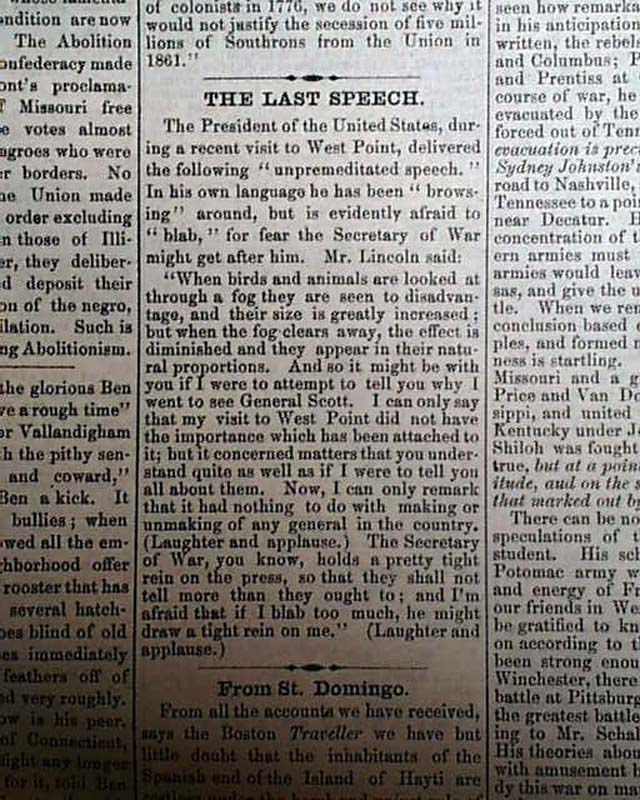 ndition are now
The Abolition
onfederacy made
ont's proclama-
f Missouri free
e votes almost
egroes who were
r borders. No
he Union made
order excluding
n those of Illi-
er, they deliber-
d deposit their
on of the negro,
ilation. Such is
ng Abolitionism.
the glorious Ben
ve a rough time"
or Vallandigham
h the pithy sen-
and coward,"
Ben a kick. It
bullies; when
owed all the em-
ghborhood offer
rooster that has
several hatch-
oes blind of old
es immediately
feathers off of
ed very roughly.
ow is his peer.
of Connecticut,
might any longer
for it, told Ben
of colonists in 1776, we do not see why it
would not justify the secession of five mil-
lions of Southrons from the Union in
1861."
THE LAST SPEECH.
The President of the United States, dur-
ing a recent visit to West Point, delivered
the following "unpremeditated speech."
In his own language he has been "brows-
ing" around, but is evidently afraid to
"blab," for fear the Secretary of War
might get after him. Mr. Lincoln said:
"When birds and animals are looked at
through a fog they are seen to disadvan-
tage, and their size is greatly increased;
but when the fog clears away, the effect is
diminished and they appear in their natu-
ral proportions. And so it might be with
you if I were to attempt to tell you why I
went to see General Scott. I can only say
that my visit to West Point did not have
the importance which has been attached to
it; but it concerned matters that you under-
stand quite as well as if I were to tell you
all about them. Now, I can only remark
that it had nothing to do with making or
unmaking of any general in the country.
(Laughter and applause.) The Secretary
of War, you know, holds a pretty tight
rein on the press, so that they shall not
tell more than they ought to; and I'm
afraid that if I blab too much, he might
draw a tight rein on me." (Laughter and
applause.)
From St. Domingo.
From all the accounts we have received,
says the Boston Traveller we have but
little doubt that the inhabitants of the
Spanish end of the Island of Hayti are
seen how remarka
in his anticipation
written, the rebel
and Columbus; P
and Prentiss at
course of war, he
evacuated by the
forced out of Tenn
evacuation is prec
Sydney Johnston's
road to Nashville,
Tennessee to a poi
near Decatur. H
concentration of t
ern armies must
armies would leav
sas, and give the u
tle. When we ren
conclusion based o
ples, and formed n
ness is startling.
Missouri and a g
Price and Van Do
sippi, and united
Kentucky under J
Shiloh was fought
true, but at a poin
itude, and on the s
that marked out by
There can be no
speculations of t
student. His sch
Potomac army w
and energy of Fr
our friends in We
be gratified to kn
on according to t
been strong enou
Winchester, there
battle at Pittsburg
the greatest battle
ing to Mr. Schal
His theories abou
with amusement
dy this war on ma